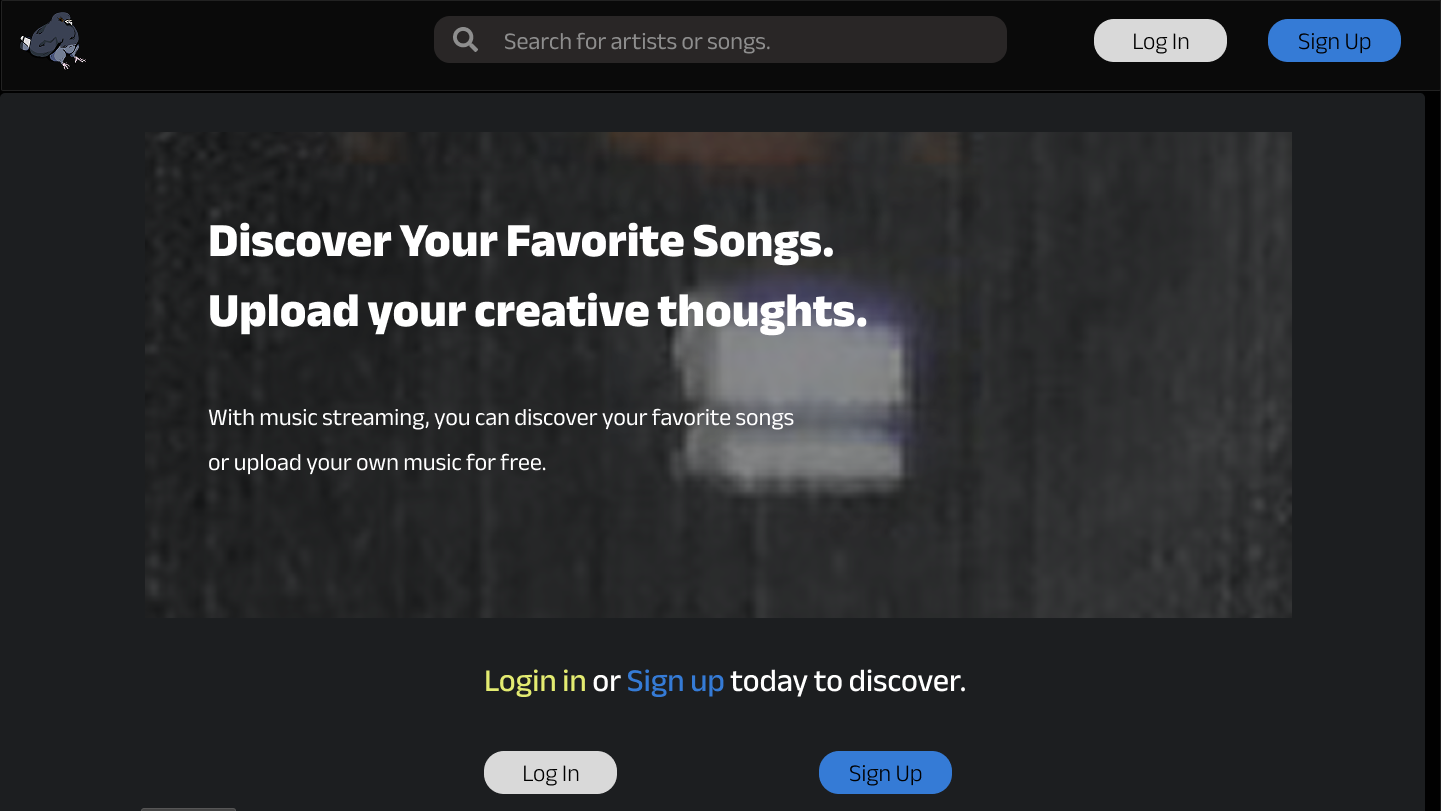 Search for artists or songs.
Log In
Sign Up
Discover Your Favorite Songs.
Upload your creative thoughts.
With music streaming, you can discover your favorite songs
or upload your own music for free.
Login in or Sign up today to discover.
Log In
Sign Up